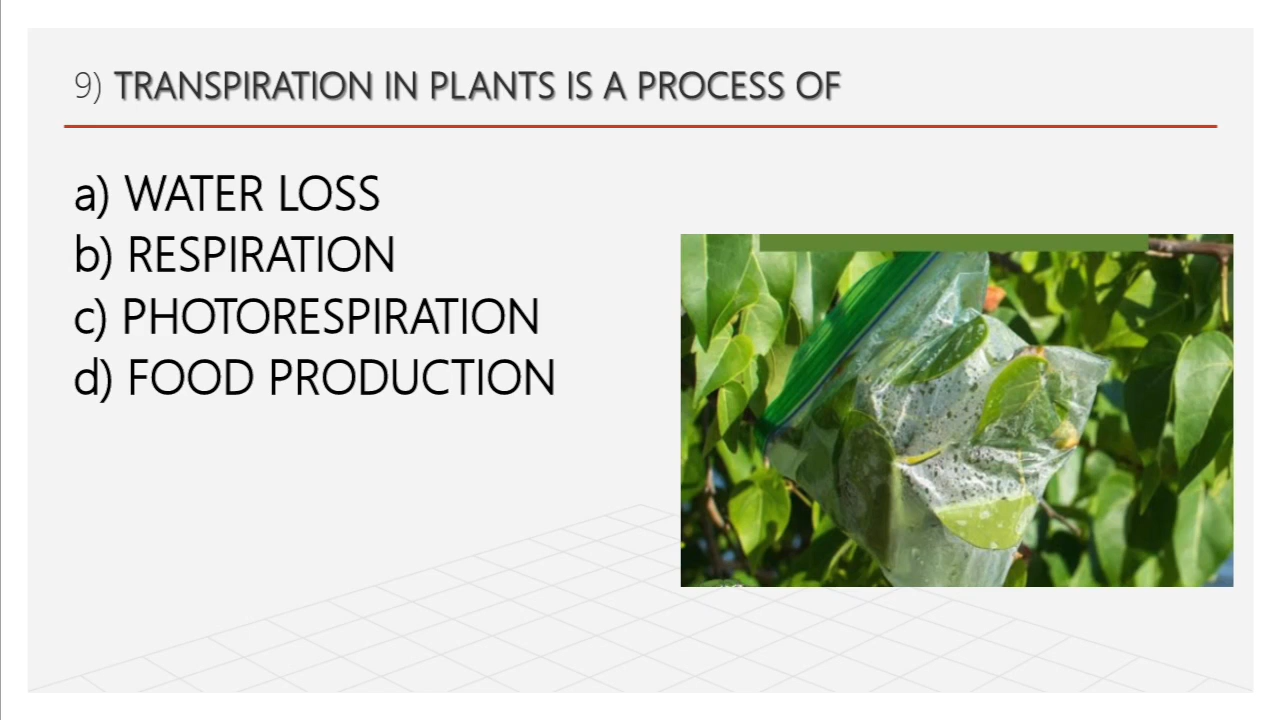 9) TRANSPIRATION IN PLANTS IS A PROCESS OF
a) WATER LOSS
b) RESPIRATION
c) PHOTORESPIRATION
d) FOOD PRODUCTION